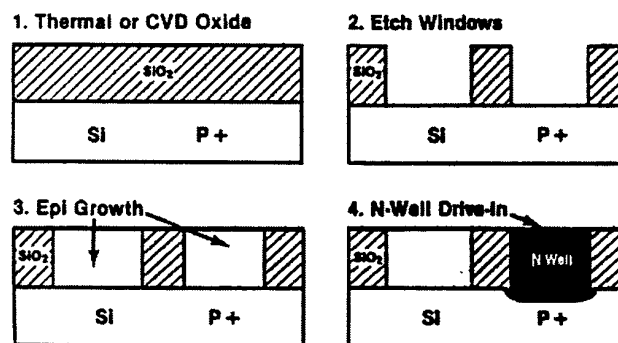 1. Thermal or CVD Oxide
SiO₂
Si P+
2. Etch Windows
SiO₂
Si P+
3. Epi Growth
SiO₂
Si P+
4. N-Well Drive-In
SiO₂
N Well
Si P+